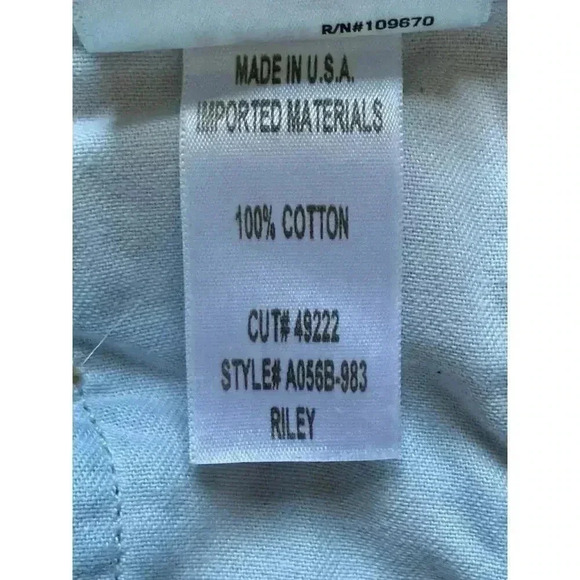 R/N#109670
MADE IN U.S.A.
IMPORTED MATERIALS
100% COTTON
CUT# 49222
STYLE# A056B-983
RILEY